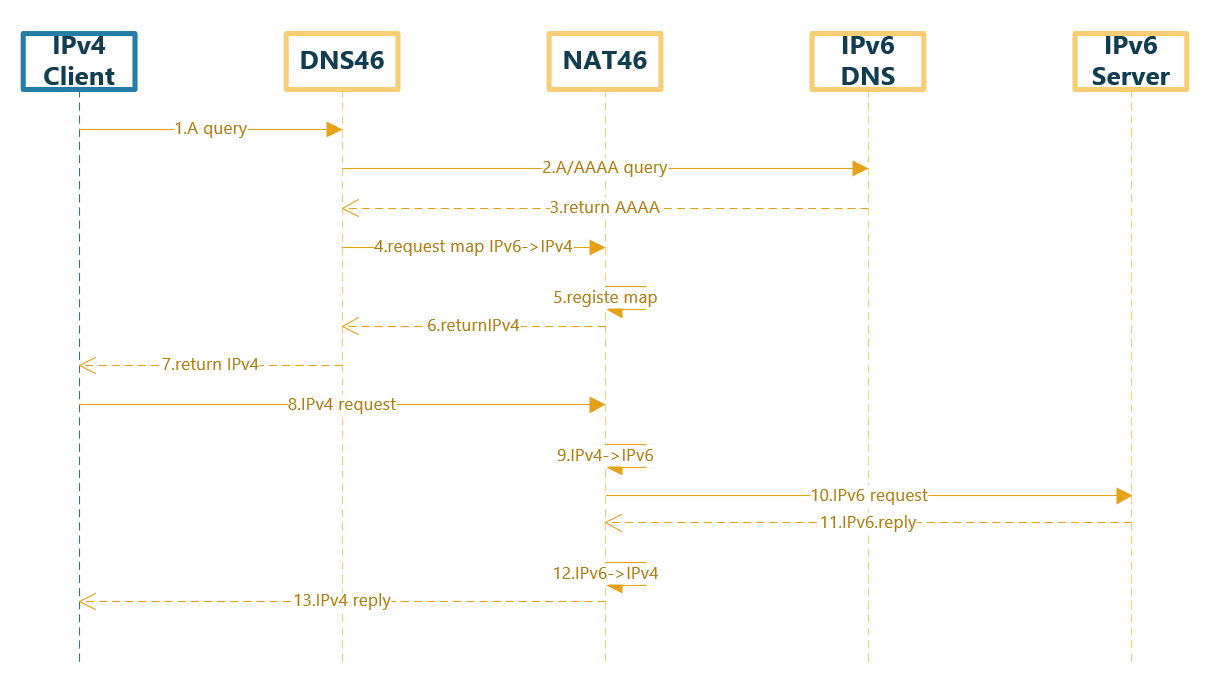 IPv4
Client
DNS46
NAT46
IPv6
DNS
IPv6
Server
1.A query
2.A/AAAA query
3.return AAAA
4.request map IPv6->IPv4
5.registe map
6.returnIPv4
7.return IPv4
8.IPv4 request
9.IPv4->IPv6
10.IPv6 request
11.IPv6.reply
12.IPv6->IPv4
13.IPv4 reply